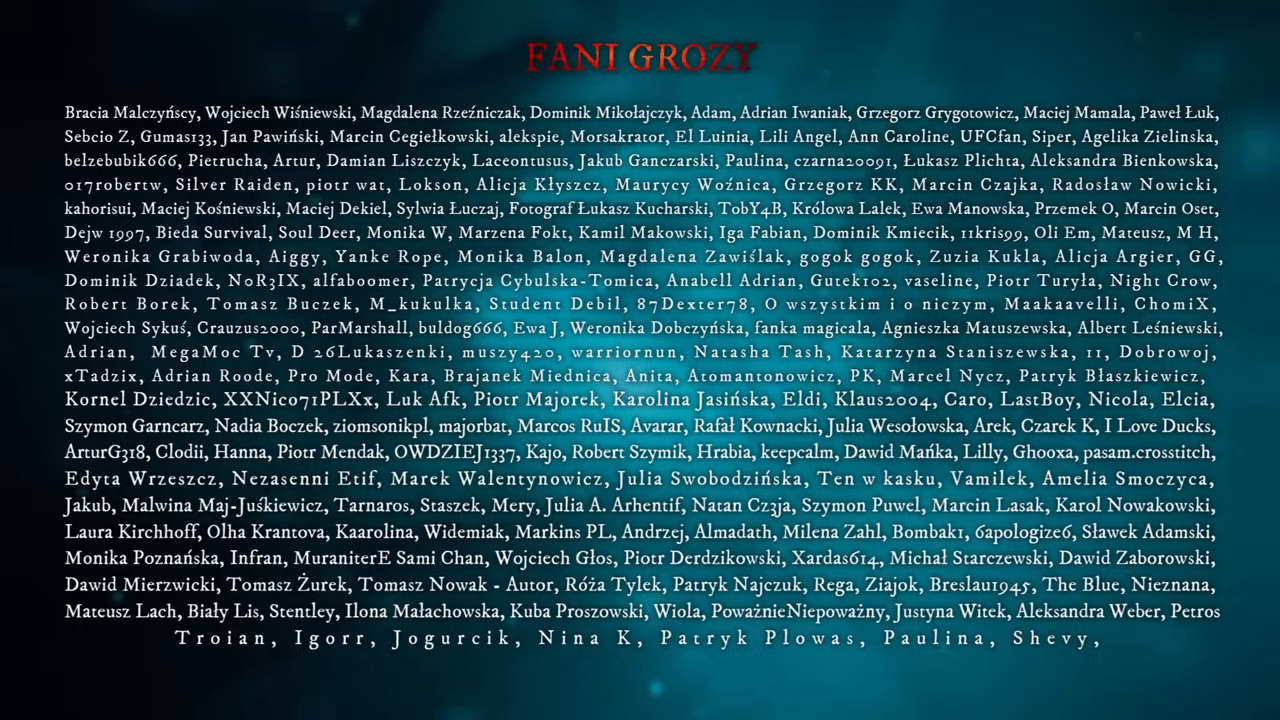 FANI GROZY
Bracia Malczyńscy, Wojciech Wiśniewski, Magdalena Rzeźniczak, Dominik Mikołajczyk, Adam, Adrian Iwaniak, Grzegorz Grygotowicz, Maciej Mamala, Paweł Łuk,
Sebcio Z, Gumas133, Jan Pawiński, Marcin Cegiełkowski, alekspie, Morsakrator, El Luinia, Lili Angel, Ann Caroline, UFCfan, Siper, Agelika Zielinska,
belzebubik666, Pietrucha, Artur, Damian Liszczyk, Laceontusus, Jakub Ganczarski, Paulina, czarna20091, Łukasz Plichta, Aleksandra Bienkowska,
017robertw, Silver Raiden, piotr wat, Lokson, Alicja Kłyszcz, Maurycy Woźnica, Grzegorz KK, Marcin Czajka, Radosław Nowicki,
kahorisui, Maciej Kośniewski, Maciej Dekiel, Sylwia Łuczaj, Fotograf Łukasz Kucharski, TobY4B, Królowa Lalek, Ewa Manowska, Przemek O, Marcin Oset,
Dejw 1997, Bieda Survival, Soul Deer, Monika W, Marzena Fokt, Kamil Makowski, Iga Fabian, Dominik Kmiecik, 11kris99, Oli Em, Mateusz, M H,
Weronika Grabiwoda, Aiggy, Yanke Rope, Monika Balon, Magdalena Zawiślak, gogok gogok, Zuzia Kukla, Alicja Argier, GG,
Dominik Dziadek, N0R3IX, alfaboomer, Patrycja Cybulska-Tomica, Anabell Adrian, Gutek102, vaseline, Piotr Turyła, Night Crow,
Robert Borek, Tomasz Buczek, M_kukulka, Student Debil, 87Dexter78, O wszystkim i o niczym, Maakaavelli, ChomiX,
Wojciech Sykuś, Crauzus2000, ParMarshall, buldog666, Ewa J, Weronika Dobczyńska, fanka magicala, Agnieszka Matuszewska, Albert Leśniewski,
Adrian, MegaMoc Tv, D 26Lukaszenki, muszy420, warriornun, Natasha Tash, Katarzyna Staniszewska, 11, Dobrowoj,
xTadzix, Adrian Roode, Pro Mode, Kara, Brajanek Miednica, Anita, Atomantonowicz, PK, Marcel Nycz, Patryk Błaszkiewicz,
Kornel Dziedzic, XXNico71PLXx, Luk Afk, Piotr Majorek, Karolina Jasińska, Eldi, Klaus2004, Caro, LastBoy, Nicola, Elcia,
Szymon Garncarz, Nadia Boczek, ziomsonikpl, majorbat, Marcos RuIS, Avarar, Rafał Kownacki, Julia Wesołowska, Arek, Czarek K, I Love Ducks,
ArturG318, Clodii, Hanna, Piotr Mendak, OWDZIEJ1337, Kajo, Robert Szymik, Hrabia, keepcalm, Dawid Mańka, Lilly, Ghooxa, pasam.crosstitch,
Edyta Wrzeszcz, Nezasenni Etif, Marek Walentynowicz, Julia Swobodzińska, Ten w kasku, Vamilek, Amelia Smoczyca,
Jakub, Malwina Maj-Juśkiewicz, Tarnaros, Staszek, Mery, Julia A. Arhentif, Natan Cz3ja, Szymon Puwel, Marcin Lasak, Karol Nowakowski,
Laura Kirchhoff, Olha Krantova, Kaarolina, Widemiak, Markins PL, Andrzej, Almadath, Milena Zahl, Bombak1, 6apologize6, Sławek Adamski,
Monika Poznańska, Infran, MuraniterE Sami Chan, Wojciech Głos, Piotr Derdzikowski, Xardas614, Michał Starczewski, Dawid Zaborowski,
Dawid Mierzwicki, Tomasz Żurek, Tomasz Nowak - Autor, Róża Tylek, Patryk Najczuk, Rega, Ziajok, Breslau1945, The Blue, Nieznana,
Mateusz Lach, Biały Lis, Stentley, Ilona Małachowska, Kuba Proszowski, Wiola, PoważnieNiepoważny, Justyna Witek, Aleksandra Weber, Petros
Troian, Igorr, Jogurcik, Nina K, Patryk Plowas, Paulina, Shevy,